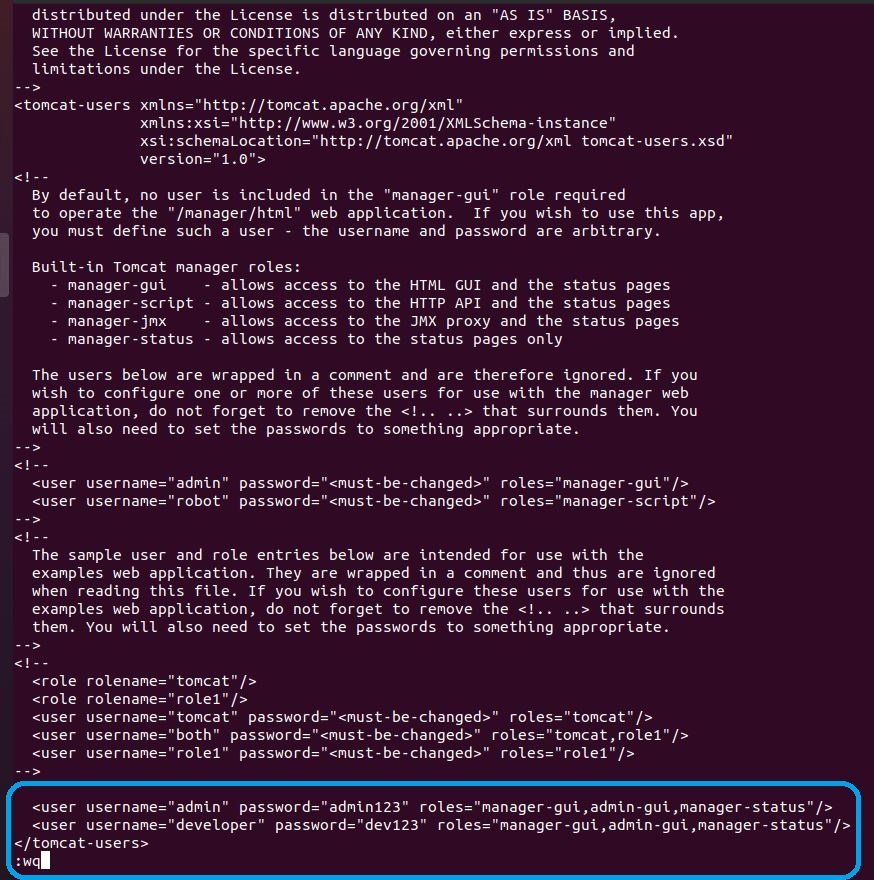 distributed under the License is distributed on an "AS IS" BASIS,
WITHOUT WARRANTIES OR CONDITIONS OF ANY KIND, either express or implied.
See the License for the specific language governing permissions and
limitations under the License.
-->
<tomcat-users xmlns="http://tomcat.apache.org/xml"
xmlns:xsi="http://www.w3.org/2001/XMLSchema-instance"
xsi:schemaLocation="http://tomcat.apache.org/xml tomcat-users.xsd"
version="1.0">
<!--
By default, no user is included in the "manager-gui" role required
to operate the "/manager/html" web application.  If you wish to use this app,
you must define such a user - the username and password are arbitrary.

Built-in Tomcat manager roles:
- manager-gui    - allows access to the HTML GUI and the status pages
- manager-script - allows access to the HTTP API and the status pages
- manager-jmx    - allows access to the JMX proxy and the status pages
- manager-status - allows access to the status pages only

The users below are wrapped in a comment and are therefore ignored. If you
wish to configure one or more of these users for use with the manager web
application, do not forget to remove the <!.. ..> that surrounds them. You
will also need to set the passwords to something appropriate.
-->
<!--
<user username="admin" password="<must-be-changed>" roles="manager-gui"/>
<user username="robot" password="<must-be-changed>" roles="manager-script"/>
-->
<!--
The sample user and role entries below are intended for use with the
examples web application. They are wrapped in a comment and thus are ignored
when reading this file. If you wish to configure these users for use with the
examples web application, do not forget to remove the <!.. ..> that surrounds
them. You will also need to set the passwords to something appropriate.
-->
<!--
<role rolename="tomcat"/>
<role rolename="role1"/>
<user username="tomcat" password="<must-be-changed>" roles="tomcat"/>
<user username="both" password="<must-be-changed>" roles="tomcat,role1"/>
<user username="role1" password="<must-be-changed>" roles="role1"/>
-->

<user username="admin" password="admin123" roles="manager-gui,admin-gui,manager-status"/>
<user username="developer" password="dev123" roles="manager-gui,admin-gui,manager-status"/>
</tomcat-users>
:wq